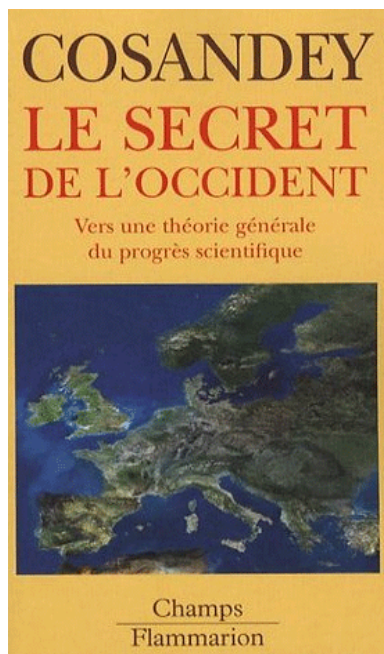 COSANDEY
LE SECRET
DE L'OCCIDENT
Vers une théorie générale
du progrès scientifique
Champs
Flammarion